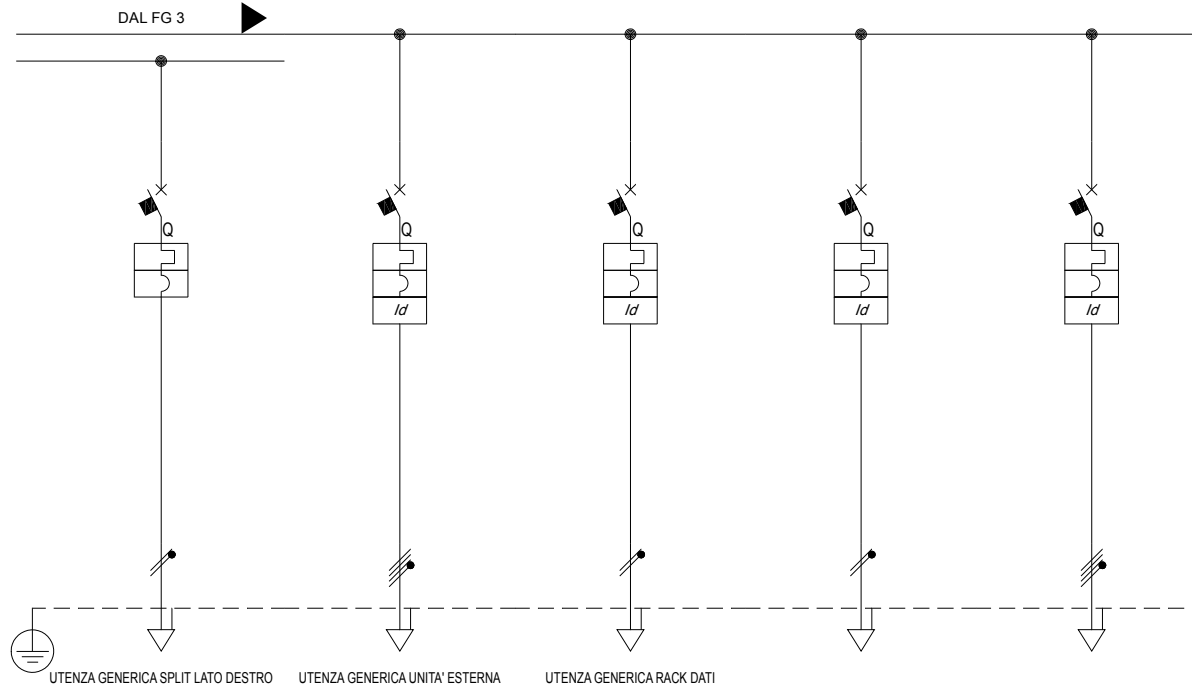 DAL FG 3
Q
Q
Q
Q
Q
Id
Id
Id
Id
UTENZA GENERICA SPLIT LATO DESTRO
UTENZA GENERICA UNITA' ESTERNA
UTENZA GENERICA RACK DATI